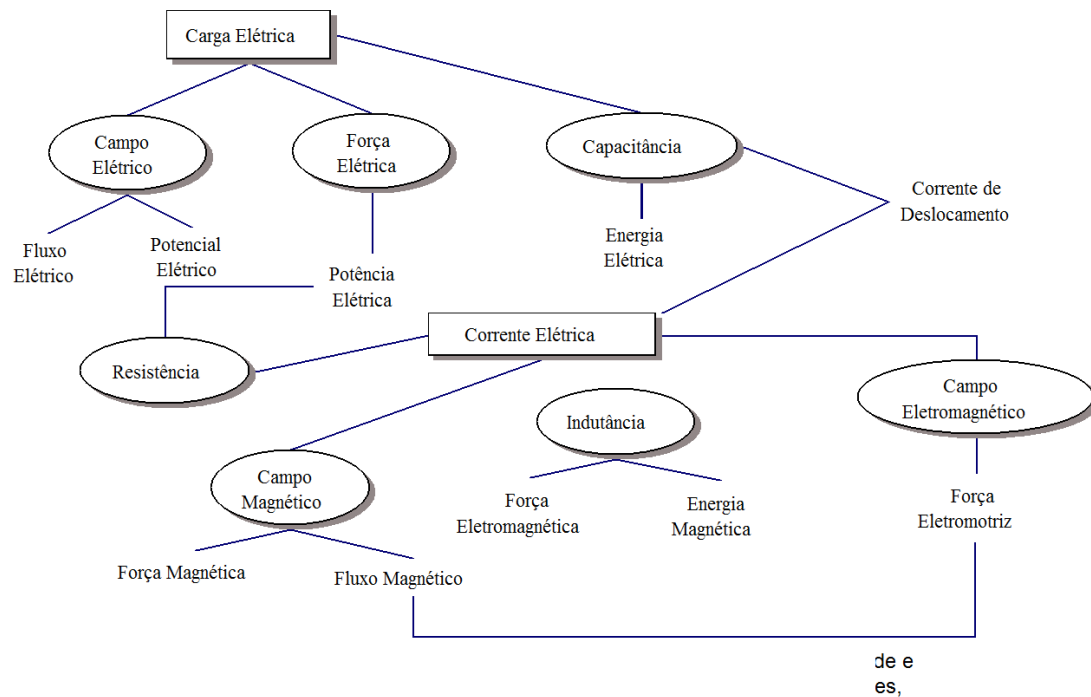 Carga Elétrica
Campo
Elétrico
Força
Elétrica
Capacitância
Corrente de
Deslocamento
Fluxo
Elétrico
Potencial
Elétrico
Potência
Elétrica
Energia
Elétrica
Corrente Elétrica
Resistência
Campo
Eletromagnético
Indutância
Campo
Magnético
Força
Eletromagnética
Energia
Magnética
Força
Eletromotriz
Força Magnética
Fluxo Magnético
de e
es,